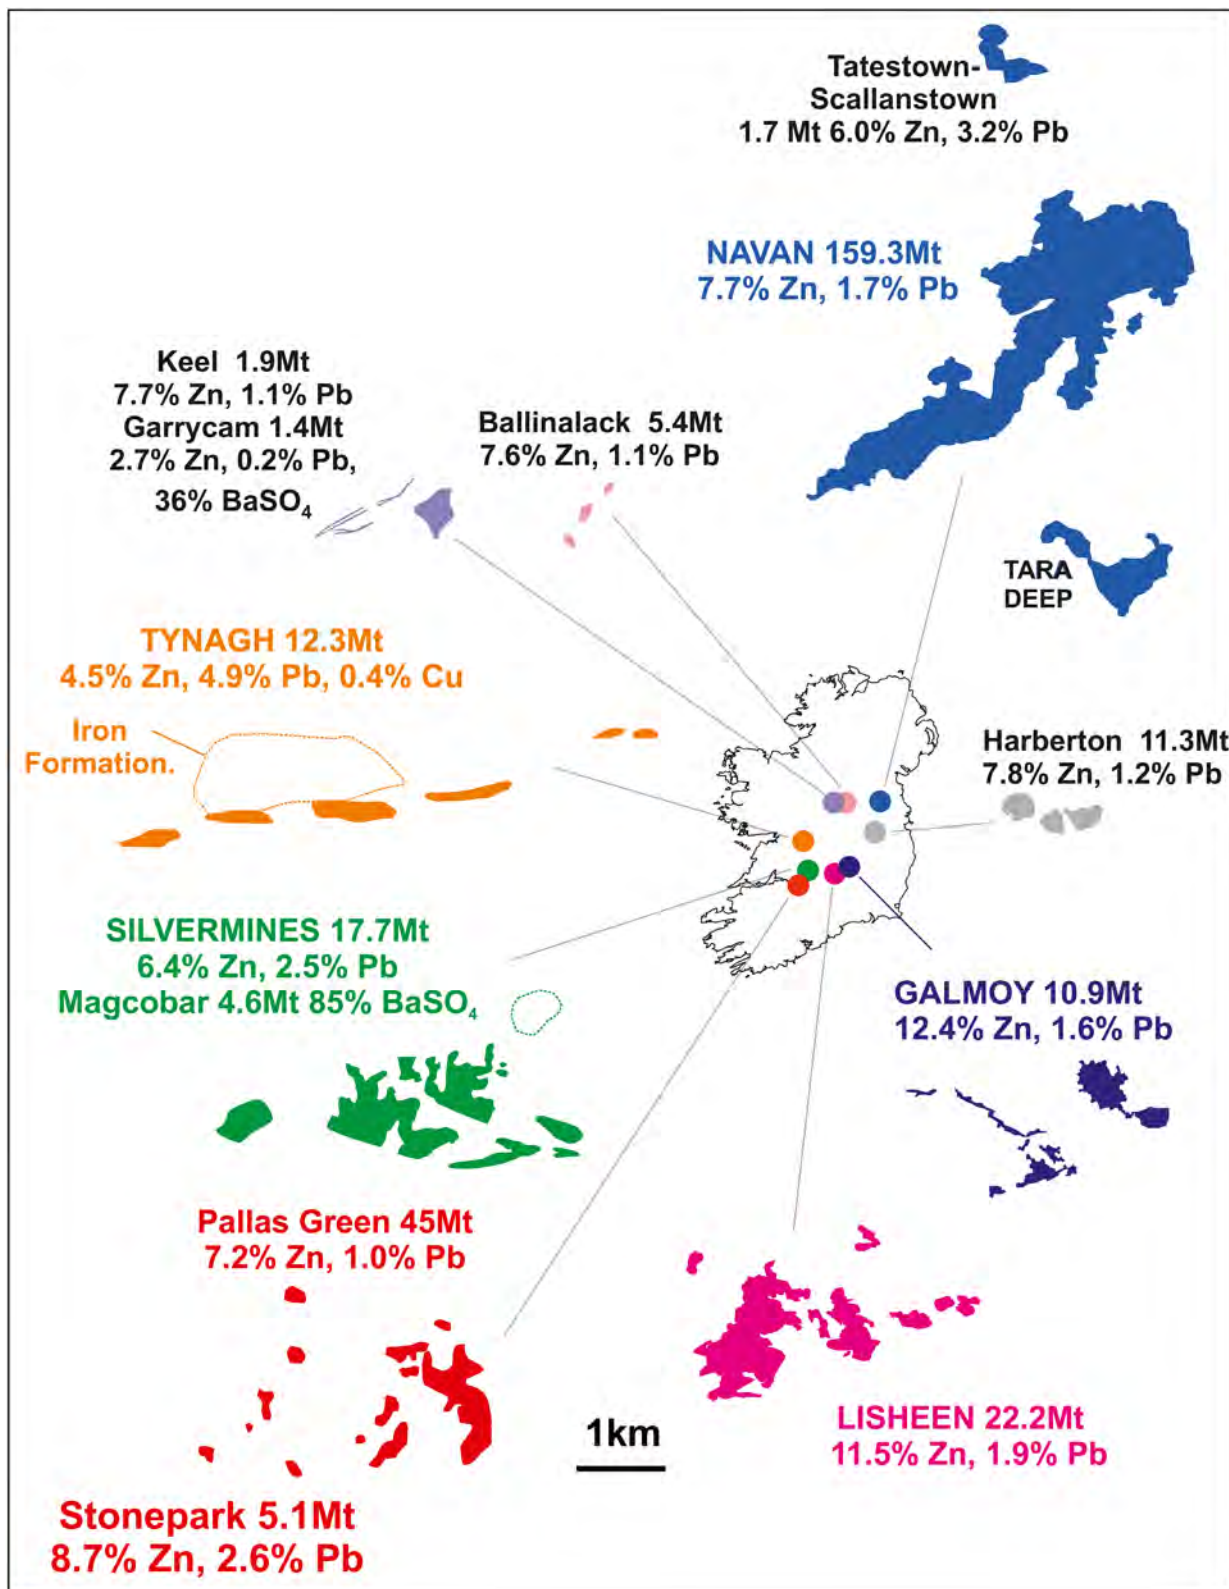 Tatestown-
Scallanstown
1.7 Mt 6.0% Zn, 3.2% Pb
NAVAN 159.3Mt
7.7% Zn, 1.7% Pb
Keel 1.9Mt
7.7% Zn, 1.1% Pb
Garrycam 1.4Mt
2.7% Zn, 0.2% Pb,
36% BaSO₄
Ballinalack 5.4Mt
7.6% Zn, 1.1% Pb
TARA
DEEP
TYNAGH 12.3Mt
4.5% Zn, 4.9% Pb, 0.4% Cu
Iron
Formation.
Harberton 11.3Mt
7.8% Zn, 1.2% Pb
SILVERMINES 17.7Mt
6.4% Zn, 2.5% Pb
Magcobar 4.6Mt 85% BaSO₄
GALMOY 10.9Mt
12.4% Zn, 1.6% Pb
Pallas Green 45Mt
7.2% Zn, 1.0% Pb
1km
LISHEEN 22.2Mt
11.5% Zn, 1.9% Pb
Stonepark 5.1Mt
8.7% Zn, 2.6% Pb